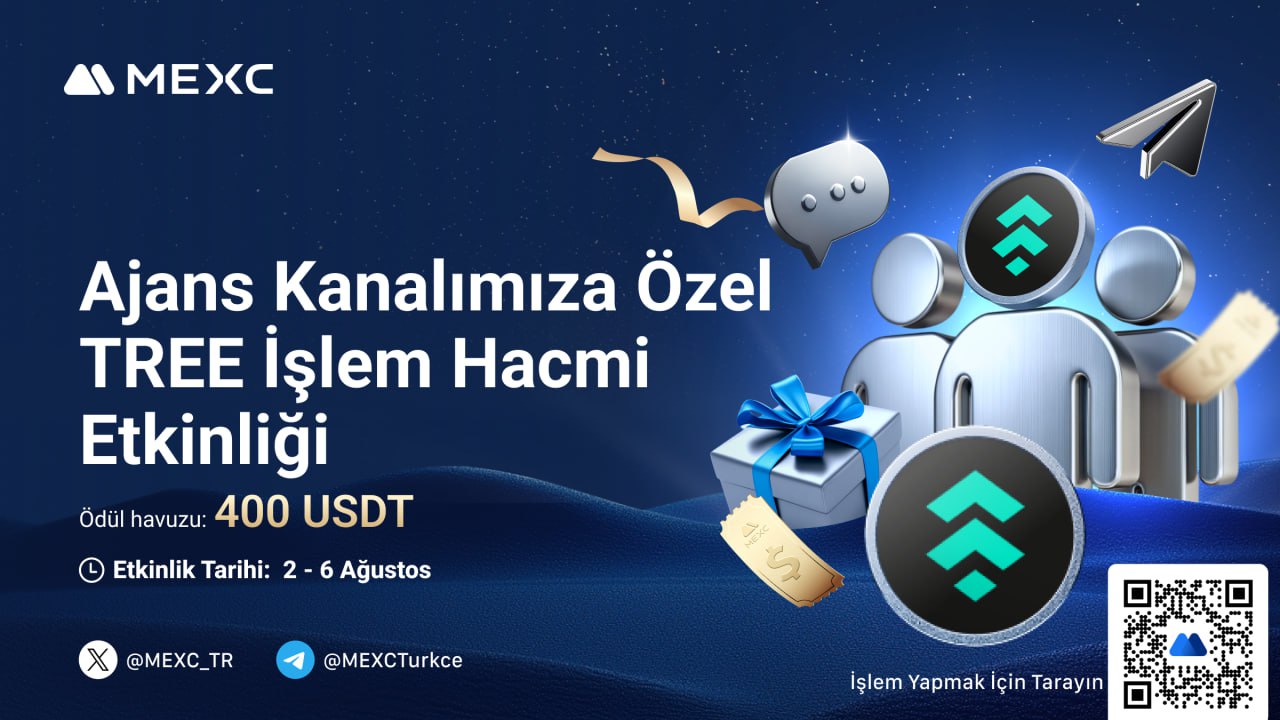 MEXC
Ajans Kanalımıza Özel
TREE İşlem Hacmi
Etkinliği
Ödül havuzu: 400 USDT
Etkinlik Tarihi: 2 - 6 Ağustos
@MEXC_TR
@MEXCTurkce
MEXC
$
$
İşlem Yapmak İçin Tarayın